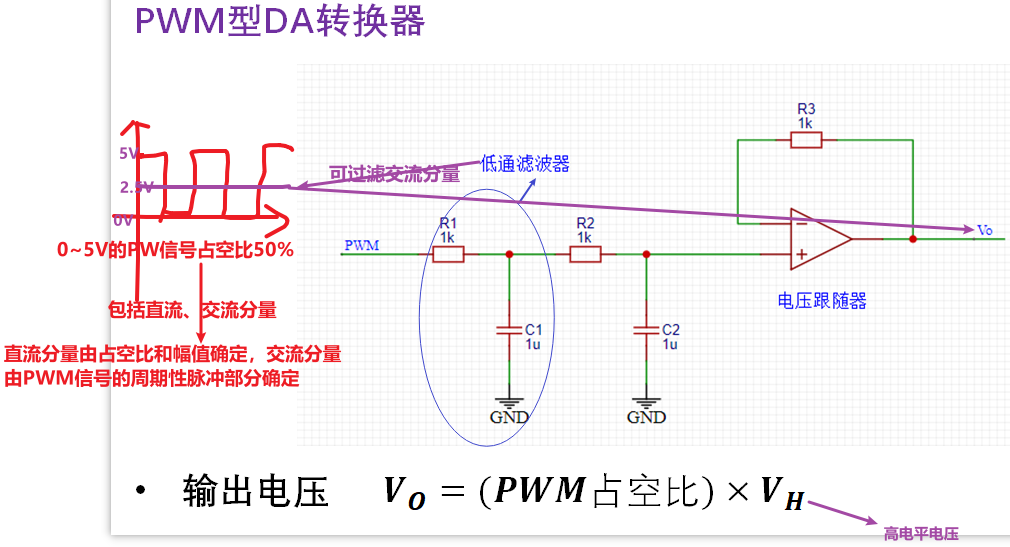 PWM型DA转换器
R3
1k
5V
可过滤交流分量
低通滤波器
2.5V
0V
R1
1k
R2
1k
Vo
PWM
0~5V的PW信号占空比50%
电压跟随器
包括直流、交流分量
C1
1u
C2
1u
直流分量由占空比和幅值确定，交流分量
由PWM信号的周期性脉冲部分确定
GND
GND
• 输出电压 V_O = (PWM占空比) × V_H
高电平电压